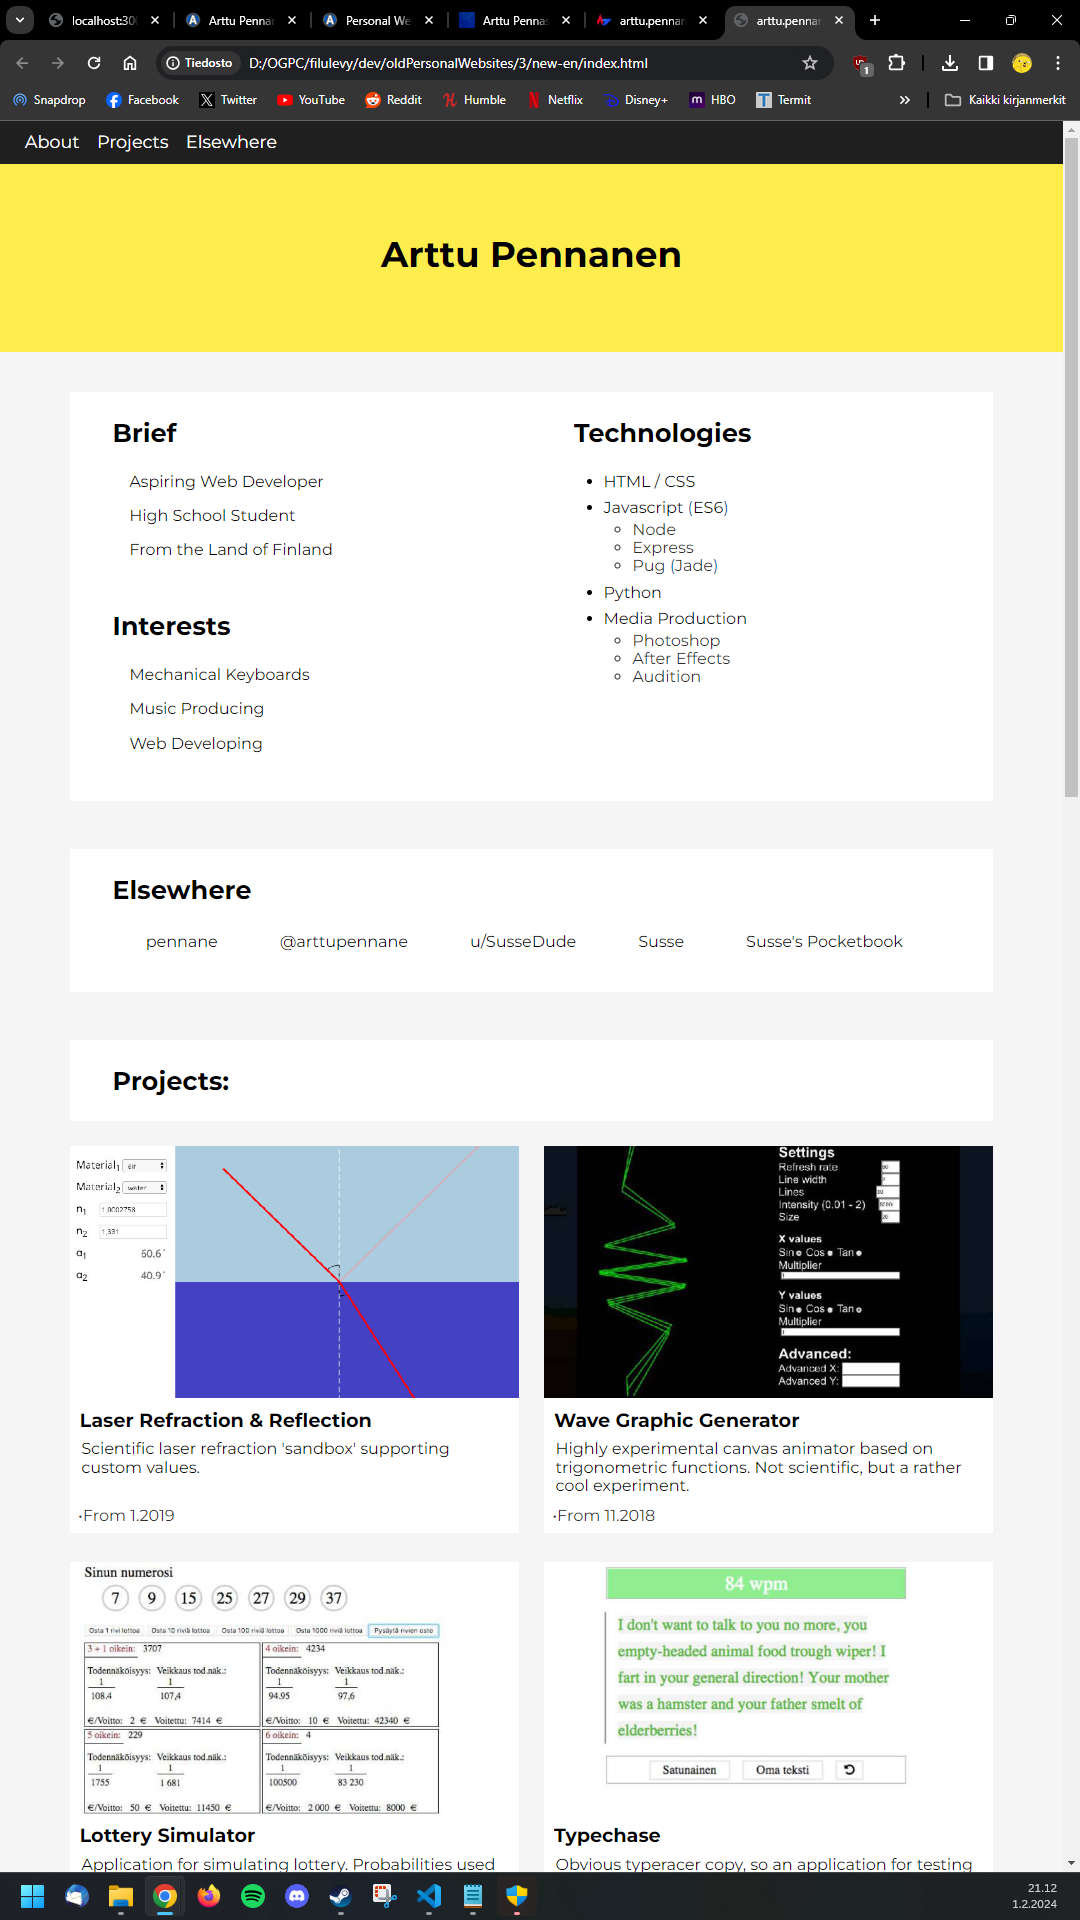 localhost:30
Arttu Pennar
Personal We
Arttu Pennas
arttu.pennar
arttu.pennar
Tiedosto
D:/OGPC/filulevy/dev/oldPersonalWebsites/3/new-en/index.html
1
Snapdrop
Facebook
Twitter
YouTube
Reddit
Humble
Netflix
Disney+
HBO
Termit
Kaikki kirjanmerkit
About
Projects
Elsewhere
Arttu Pennanen
Brief
Aspiring Web Developer
High School Student
From the Land of Finland
Interests
Mechanical Keyboards
Music Producing
Web Developing
Technologies
HTML / CSS
Javascript (ES6)
Node
Express
Pug (Jade)
Python
Media Production
Photoshop
After Effects
Audition
Elsewhere
pennane
@arttupennane
u/SusseDude
Susse
Susse's Pocketbook
Projects:
Material1 air
Material2 water
n1 1,0002758
n2 1,331
α1 60.6°
α2 40.9°
Laser Refraction & Reflection
Scientific laser refraction 'sandbox' supporting
custom values.
•From 1.2019
Settings
Refresh rate
Line width
Lines
Intensity (0.01 - 2)
Size
X values
Sin Cos Tan
Multiplier
Y values
Sin Cos Tan
Multiplier
Advanced:
Advanced X:
Advanced Y:
Wave Graphic Generator
Highly experimental canvas animator based on
trigonometric functions. Not scientific, but a rather
cool experiment.
•From 11.2018
Sinun numerosi
7 9 15 25 27 29 37
Osta 1 rivi lottoa
Osta 10 riviä lottoa
Osta 100 riviä lottoa
Osta 1000 riviä lottoa
Pysäytä rivien osto
3 + 1 oikein: 3707
Todennäköisyys: Veikkaus tod.näk.:
1 1
108.4 107,4
€/Voitto: 2 € Voitettu: 7414 €
4 oikein: 4234
Todennäköisyys: Veikkaus tod.näk.:
1 1
94.95 97,6
€/Voitto: 10 € Voitettu: 42340 €
5 oikein: 229
Todennäköisyys: Veikkaus tod.näk.:
1 1
1755 1 681
€/Voitto: 50 € Voitettu: 11450 €
6 oikein: 4
Todennäköisyys: Veikkaus tod.näk.:
1 1
100500 83 230
€/Voitto: 2 000 € Voitettu: 8000 €
Lottery Simulator
Application for simulating lottery. Probabilities used
84 wpm
I don't want to talk to you no more, you
empty-headed animal food trough wiper! I
fart in your general direction! Your mother
was a hamster and your father smelt of
elderberries!
Satunainen
Oma teksti
Typechase
Obvious typeracer copy, so an application for testing
21.12
1.2.2024